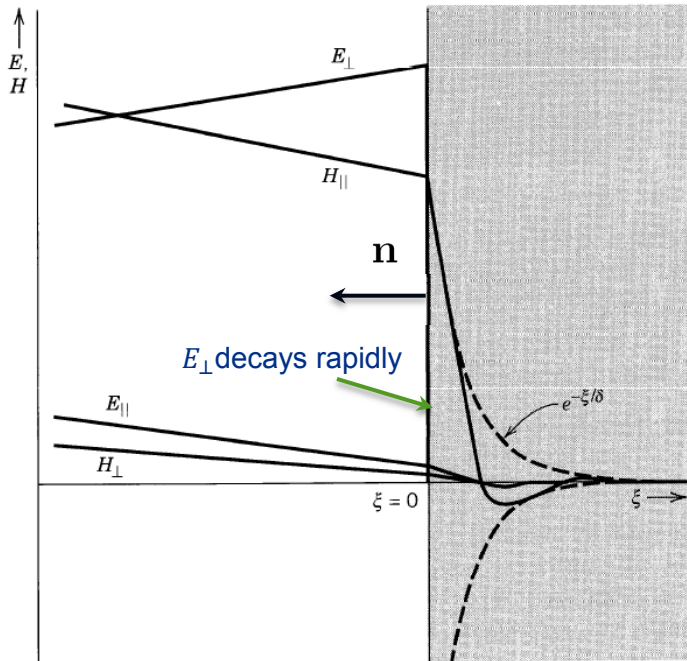 E,
H
E⊥
H||
n
E⊥decays rapidly
E||
e^{-ξ/δ}
H⊥
ξ = 0
ξ